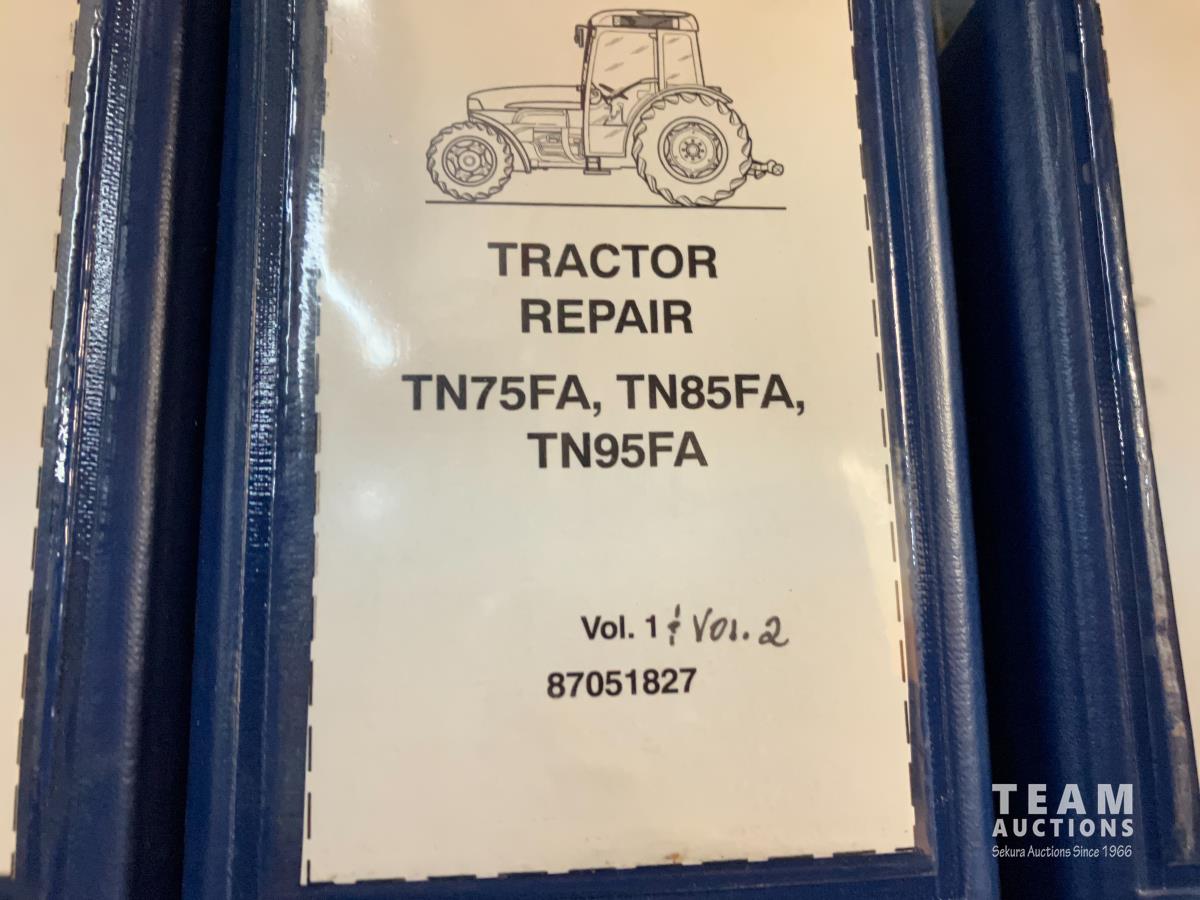 TRACTOR
REPAIR
TN75FA, TN85FA,
TN95FA
Vol. 1 & Vol. 2
87051827
TEAM
AUCTIONS
Sekura Auctions Since 1966